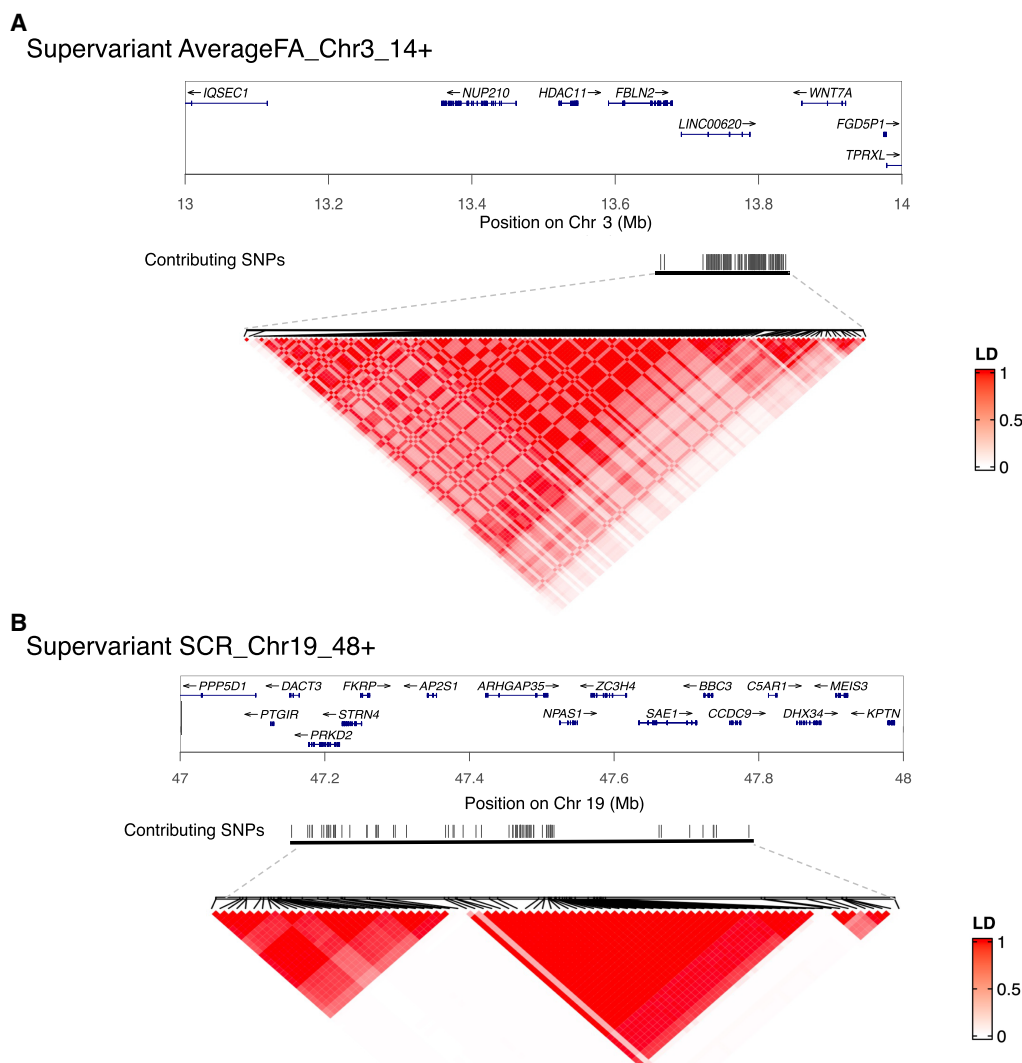 A
Supervariant AverageFA_Chr3_14+
←IQSEC1 ←NUP210 HDAC11→ FBLN2→ ←WNT7A
LINC00620→ FGD5P1→
TPRXL→
13 13.2 13.4 13.6 13.8 14
Position on Chr 3 (Mb)
Contributing SNPs
LD
1
0.5
0
B
Supervariant SCR_Chr19_48+
←PPP5D1 ←DACT3 FKRP→ ←AP2S1 ARHGAP35→ ←ZC3H4 ←BBC3 C5AR1→ ←MEIS3
←PTGIR ←STRN4 NPAS1→ SAE1→ CCDC9→ DHX34→ ←KPTN
←PRKD2
47 47.2 47.4 47.6 47.8 48
Position on Chr 19 (Mb)
Contributing SNPs
LD
1
0.5
0